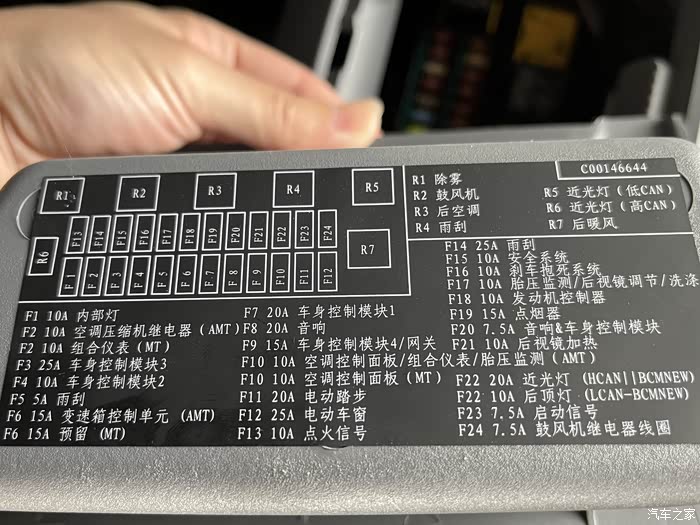 C00146644
R1 R2 R3 R4 R5
R1 除雾
R2 鼓风机 R5 近光灯 (低CAN)
R3 后空调 R6 近光灯 (高CAN)
R4 雨刮 R7 后暖风
F13 F14 F15 F16 F17 F18 F19 F20 F21 F22 F23 F24
R6 R7
F 1 F 2 F 3 F 4 F 5 F 6 F 7 F 8 F 9 F10 F11 F12
F14 25A 雨刮
F15 10A 安全系统
F16 10A 刹车抱死系统
F17 10A 胎压监测/后视镜调节/洗涤
F18 10A 发动机控制器
F19 15A 点烟器
F20 7.5A 音响&车身控制模块
F21 10A 后视镜加热
F1 10A 内部灯 F7 20A 车身控制模块1
F2 10A 空调压缩机继电器(AMT) F8 20A 音响
F2 10A 组合仪表(MT) F9 15A 车身控制模块4/网关
F3 25A 车身控制模块3 F10 10A 空调控制面板/组合仪表/胎压监测 (AMT)
F4 10A 车身控制模块2 F10 10A 空调控制面板(MT) F22 20A 近光灯 (HCAN||BCMNEW)
F5 5A 雨刮 F11 20A 电动踏步 F22 10A 后顶灯 (LCAN-BCMNEW)
F6 15A 变速箱控制单元 (AMT) F12 25A 电动车窗 F23 7.5A 启动信号
F6 15A 预留(MT) F13 10A 点火信号 F24 7.5A 鼓风机继电器线圈
汽车之家